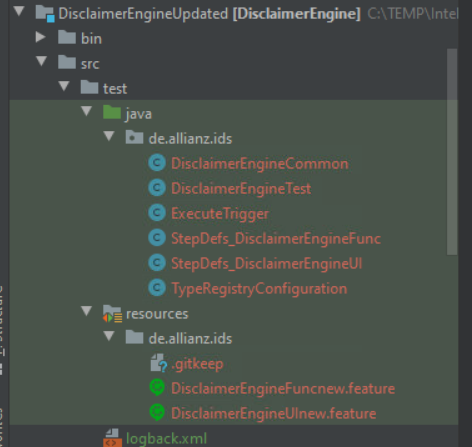 DisclaimerEngineUpdated [DisclaimerEngine] C:\TEMP\Intel
bin
src
test
java
de.allianz.ids
DisclaimerEngineCommon
DisclaimerEngineTest
ExecuteTrigger
StepDefs_DisclaimerEngineFunc
StepDefs_DisclaimerEngineUI
TypeRegistryConfiguration
resources
de.allianz.ids
.gitkeep
DisclaimerEngineFuncnew.feature
DisclaimerEngineUInew.feature
logback.xml